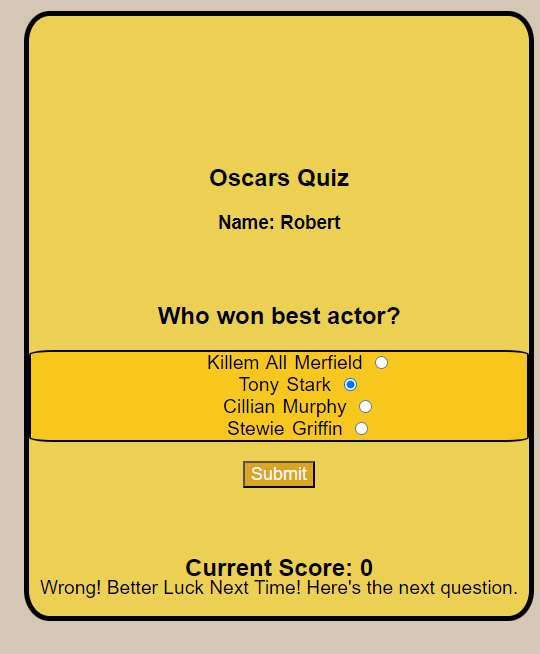 Oscars Quiz
Name: Robert
Who won best actor?
Killem All Merfield
Tony Stark
Cillian Murphy
Stewie Griffin
Submit
Current Score: 0
Wrong! Better Luck Next Time! Here's the next question.